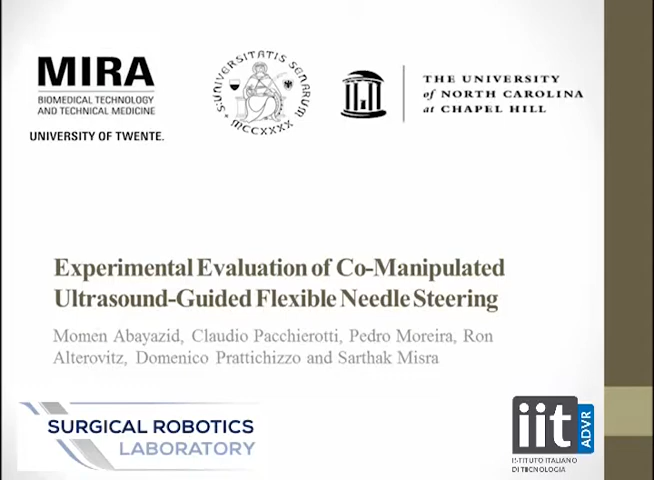 MIRA
BIOMEDICAL TECHNOLOGY
AND TECHNICAL MEDICINE
UNIVERSITY OF TWENTE.
UNIVERSITATIS SENARUM
MCCXXXX
THE UNIVERSITY
of NORTH CAROLINA
at CHAPEL HILL
Experimental Evaluation of Co-Manipulated
Ultrasound-Guided Flexible Needle Steering
Momen Abayazid, Claudio Pacchierotti, Pedro Moreira, Ron
Alterovitz, Domenico Prattichizzo and Sarthak Misra
SURGICAL ROBOTICS
LABORATORY
iit
ADVR
ISTITUTO ITALIANO
DI TECNOLOGIA